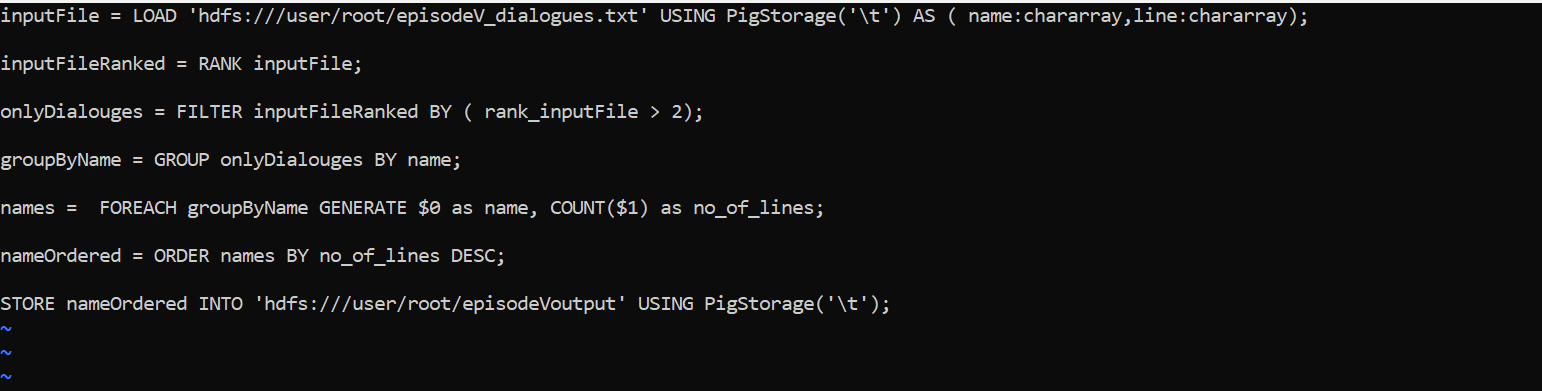 inputFile = LOAD 'hdfs:///user/root/episodeV_dialogues.txt' USING PigStorage('\t') AS ( name:chararray,line:chararray);
inputFileRanked = RANK inputFile;
onlyDialouges = FILTER inputFileRanked BY ( rank_inputFile > 2);
groupByName = GROUP onlyDialouges BY name;
names =  FOREACH groupByName GENERATE $0 as name, COUNT($1) as no_of_lines;
nameOrdered = ORDER names BY no_of_lines DESC;
STORE nameOrdered INTO 'hdfs:///user/root/episodeVoutput' USING PigStorage('\t');
~
~
~